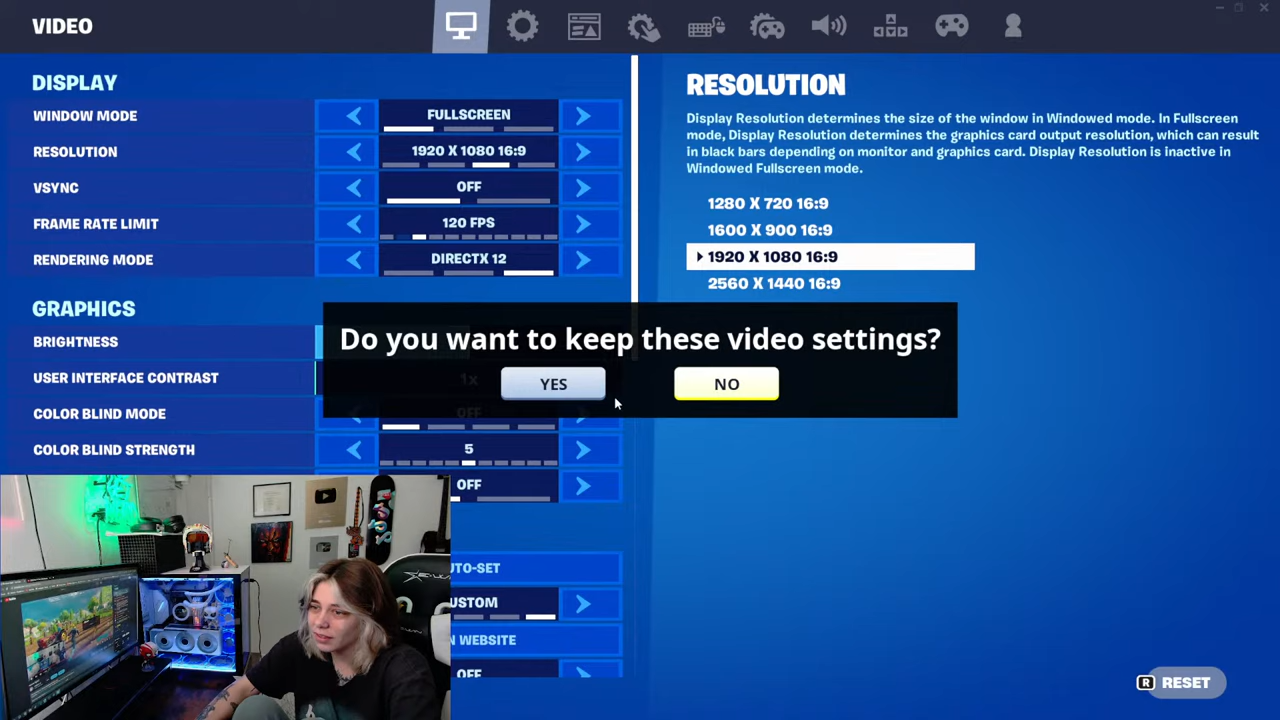 VIDEO
DISPLAY
WINDOW MODE
FULLSCREEN
RESOLUTION
1920 X 1080 16:9
VSYNC
OFF
FRAME RATE LIMIT
120 FPS
RENDERING MODE
DIRECTX 12
GRAPHICS
BRIGHTNESS
USER INTERFACE CONTRAST
1x
COLOR BLIND MODE
OFF
COLOR BLIND STRENGTH
5
OFF
UTO-SET
USTOM
N WEBSITE
OFF
RESOLUTION
Display Resolution determines the size of the window in Windowed mode. In Fullscreen
mode, Display Resolution determines the graphics card output resolution, which can result
in black bars depending on monitor and graphics card. Display Resolution is inactive in
Windowed Fullscreen mode.
1280 X 720 16:9
1600 X 900 16:9
1920 X 1080 16:9
2560 X 1440 16:9
Do you want to keep these video settings?
YES
NO
R RESET